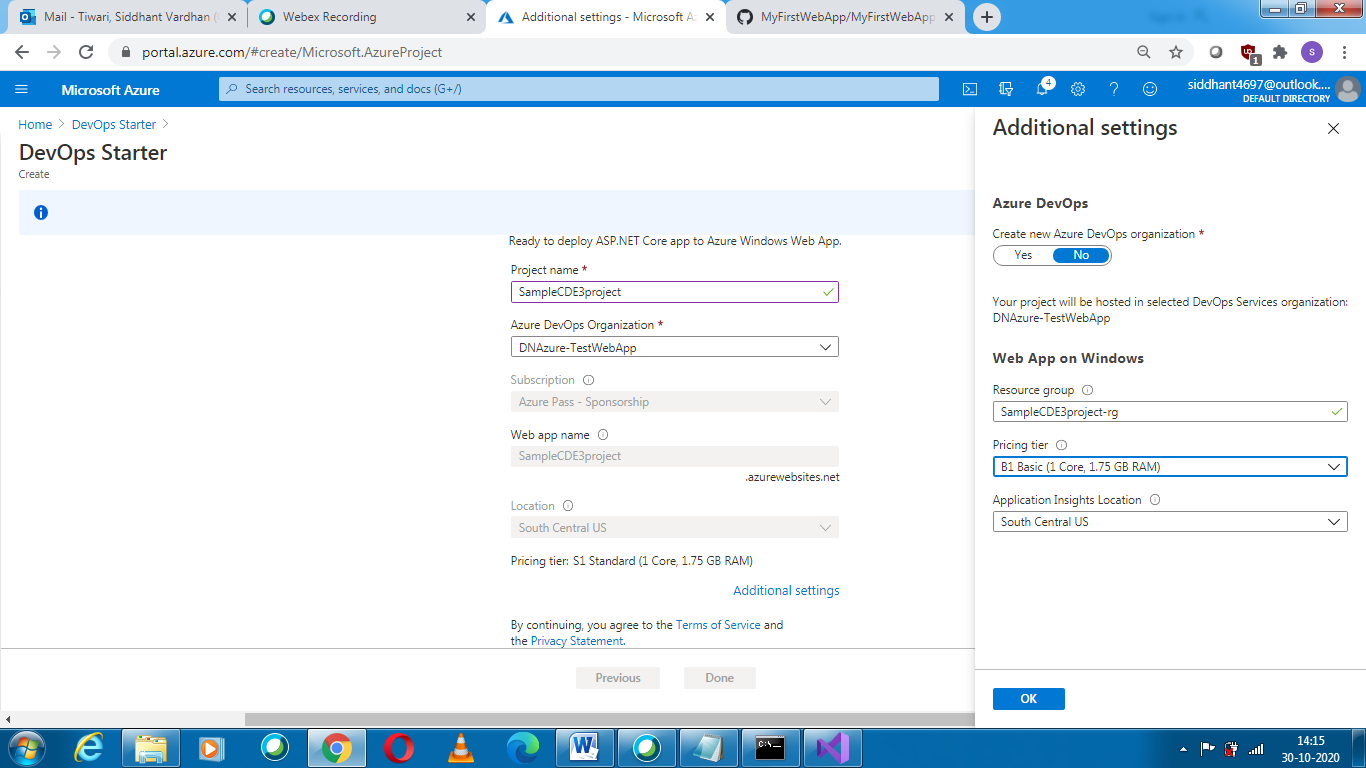 Mail - Tiwari, Siddhant Vardhan (
Webex Recording
Additional settings - Microsoft A
MyFirstWebApp/MyFirstWebApp
portal.azure.com/#create/Microsoft.AzureProject
1
s
Microsoft Azure
Search resources, services, and docs (G+/)
4
siddhant4697@outlook....
DEFAULT DIRECTORY
Home > DevOps Starter >
DevOps Starter
Create
Ready to deploy ASP.NET Core app to Azure Windows Web App.
Project name *
SampleCDE3project
Azure DevOps Organization *
DNAzure-TestWebApp
Subscription
Azure Pass - Sponsorship
Web app name
SampleCDE3project
.azurewebsites.net
Location
South Central US
Pricing tier: S1 Standard (1 Core, 1.75 GB RAM)
Additional settings
By continuing, you agree to the Terms of Service and
the Privacy Statement.
Previous
Done
Additional settings
Azure DevOps
Create new Azure DevOps organization *
Yes No
Your project will be hosted in selected DevOps Services organization:
DNAzure-TestWebApp
Web App on Windows
Resource group
SampleCDE3project-rg
Pricing tier
B1 Basic (1 Core, 1.75 GB RAM)
Application Insights Location
South Central US
OK
14:15
30-10-2020